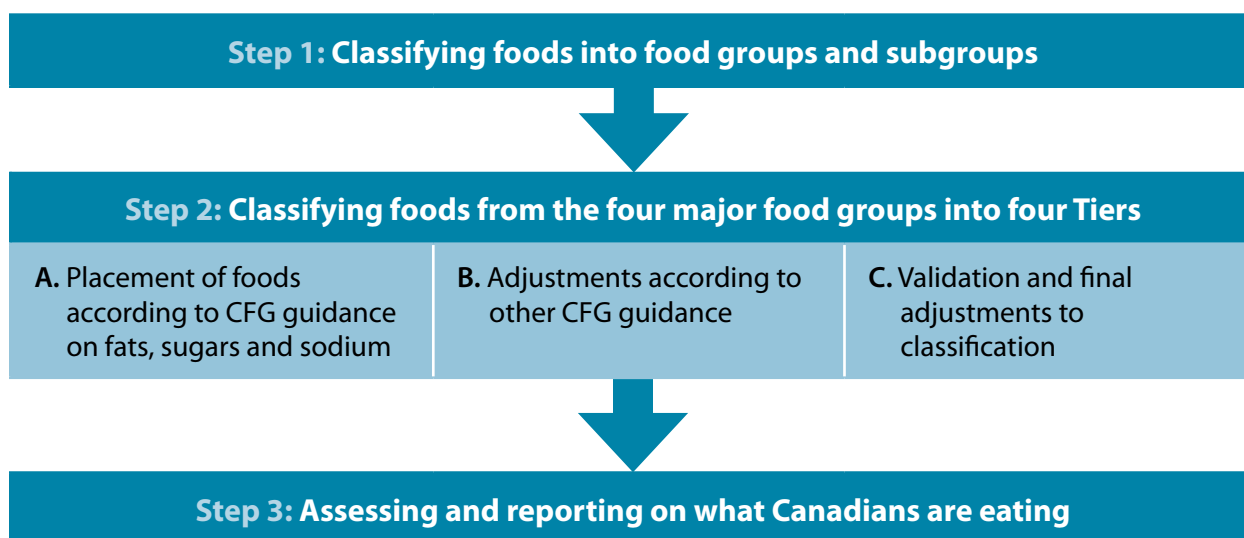 Step 1: Classifying foods into food groups and subgroups
Step 2: Classifying foods from the four major food groups into four Tiers
A. Placement of foods
according to CFG guidance
on fats, sugars and sodium
B. Adjustments according to
other CFG guidance
C. Validation and final
adjustments to
classification
Step 3: Assessing and reporting on what Canadians are eating